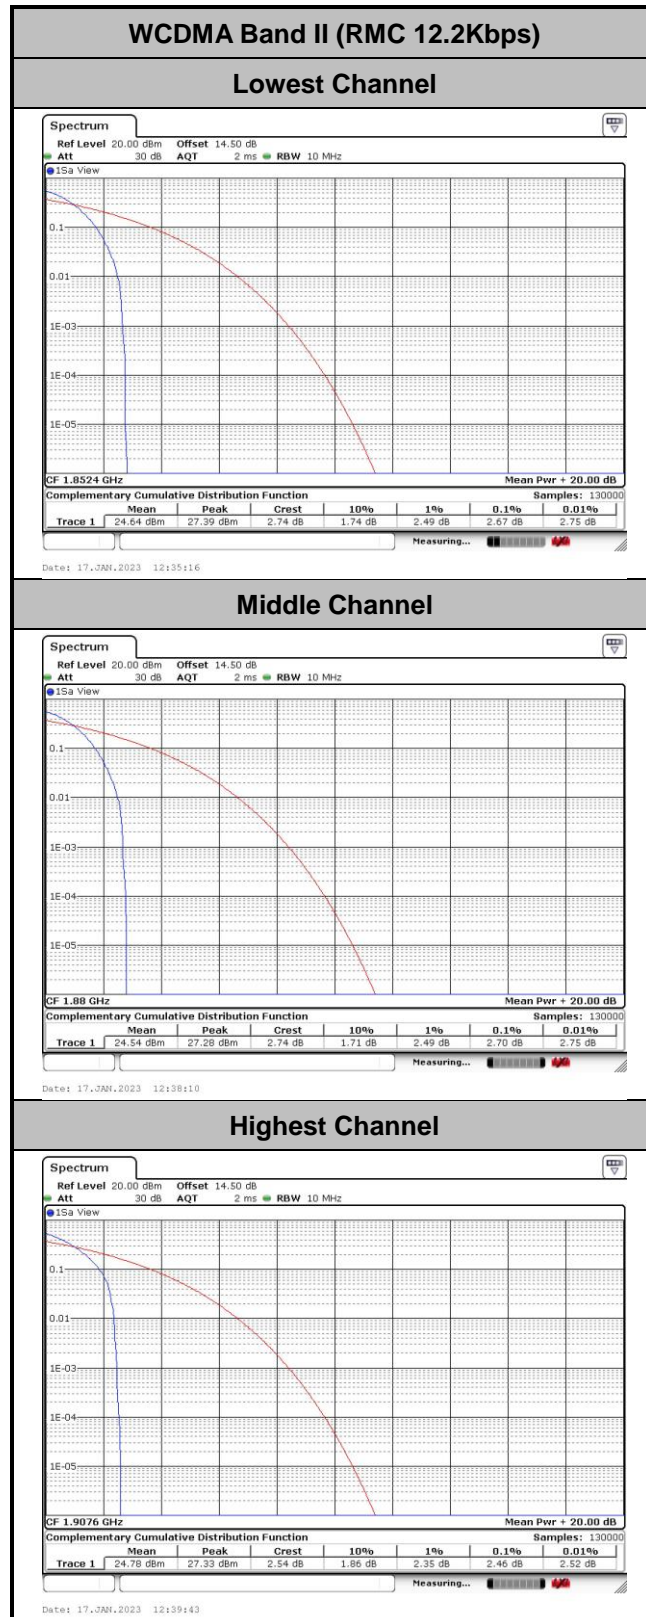 WCDMA Band II (RMC 12.2Kbps)
Lowest Channel
Spectrum
Ref Level 20.00 dBm Offset 14.50 dB
Att 30 dB AQT 2 ms RBW 10 MHz
1Sa View
0.1
0.01
1E-03
1E-04
1E-05
CF 1.8524 GHz Mean Pwr + 20.00 dB
Complementary Cumulative Distribution Function Samples: 130000
Mean Peak Crest 10% 1% 0.1% 0.01%
Trace 1 24.64 dBm 27.39 dBm 2.74 dB 1.74 dB 2.49 dB 2.67 dB 2.75 dB
Measuring...
Date: 17.JAN.2023 12:35:16
Middle Channel
Spectrum
Ref Level 20.00 dBm Offset 14.50 dB
Att 30 dB AQT 2 ms RBW 10 MHz
1Sa View
0.1
0.01
1E-03
1E-04
1E-05
CF 1.88 GHz Mean Pwr + 20.00 dB
Complementary Cumulative Distribution Function Samples: 130000
Mean Peak Crest 10% 1% 0.1% 0.01%
Trace 1 24.54 dBm 27.28 dBm 2.74 dB 1.71 dB 2.49 dB 2.70 dB 2.75 dB
Measuring...
Date: 17.JAN.2023 12:38:10
Highest Channel
Spectrum
Ref Level 20.00 dBm Offset 14.50 dB
Att 30 dB AQT 2 ms RBW 10 MHz
1Sa View
0.1
0.01
1E-03
1E-04
1E-05
CF 1.9076 GHz Mean Pwr + 20.00 dB
Complementary Cumulative Distribution Function Samples: 130000
Mean Peak Crest 10% 1% 0.1% 0.01%
Trace 1 24.78 dBm 27.33 dBm 2.54 dB 1.86 dB 2.35 dB 2.46 dB 2.52 dB
Measuring...
Date: 17.JAN.2023 12:39:43